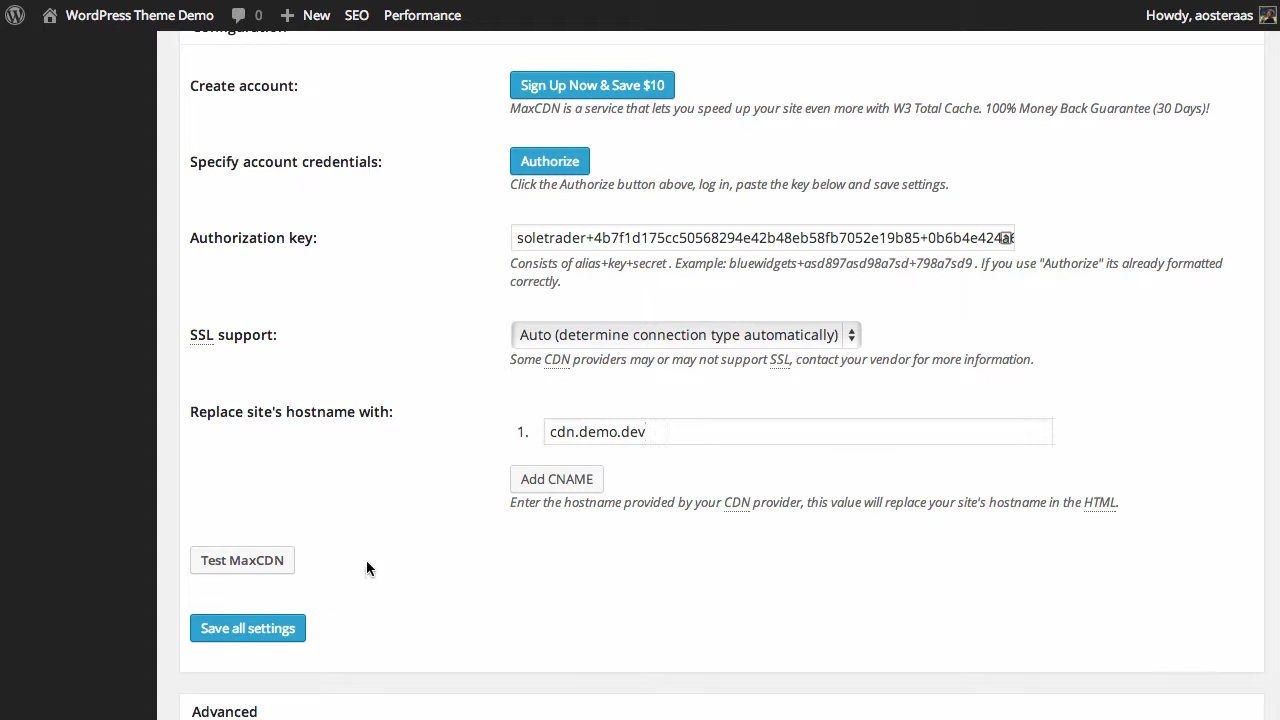 WordPress Theme Demo 0 New SEO Performance Howdy, aosteraas
Configuration
Create account: Sign Up Now & Save $10
MaxCDN is a service that lets you speed up your site even more with W3 Total Cache. 100% Money Back Guarantee (30 Days)!
Specify account credentials: Authorize
Click the Authorize button above, log in, paste the key below and save settings.
Authorization key: soletrader+4b7f1d175cc50568294e42b48eb58fb7052e19b85+0b6b4e424a
Consists of alias+key+secret . Example: bluewidgets+asd897asd98a7sd+798a7sd9 . If you use "Authorize" its already formatted
correctly.
SSL support: Auto (determine connection type automatically)
Some CDN providers may or may not support SSL, contact your vendor for more information.
Replace site's hostname with:
1. cdn.demo.dev
Add CNAME
Enter the hostname provided by your CDN provider, this value will replace your site's hostname in the HTML.
Test MaxCDN
Save all settings
Advanced